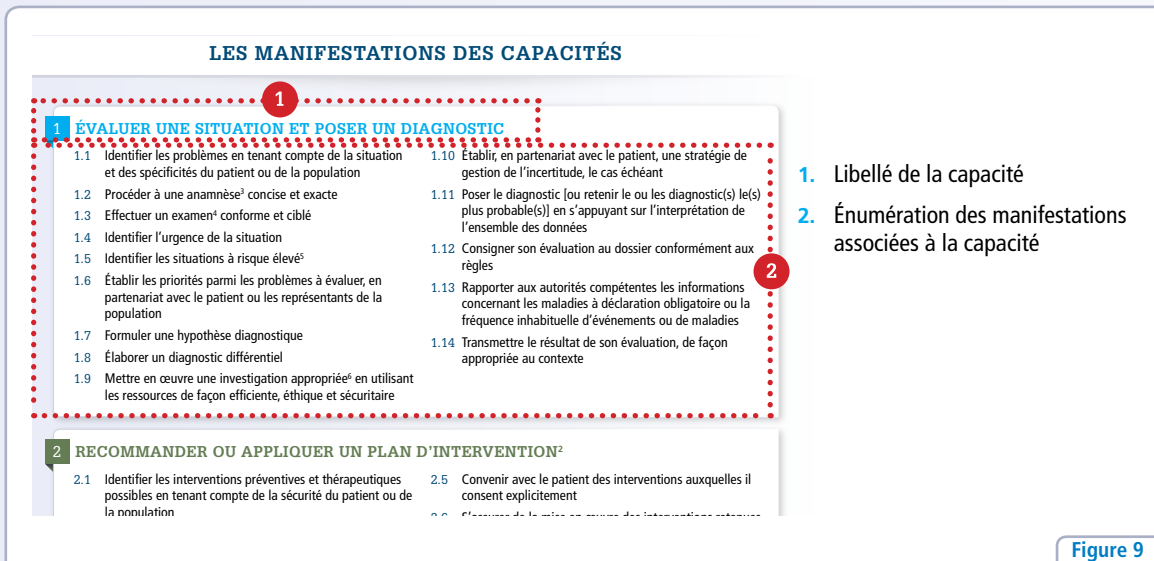 LES MANIFESTATIONS DES CAPACITÉS
1
1 ÉVALUER UNE SITUATION ET POSER UN DIAGNOSTIC
1.1 Identifier les problèmes en tenant compte de la situation
et des spécificités du patient ou de la population
1.2 Procéder à une anamnèse³ concise et exacte
1.3 Effectuer un examen⁴ conforme et ciblé
1.4 Identifier l'urgence de la situation
1.5 Identifier les situations à risque élevé⁵
1.6 Établir les priorités parmi les problèmes à évaluer, en
partenariat avec le patient ou les représentants de la
population
1.7 Formuler une hypothèse diagnostique
1.8 Élaborer un diagnostic différentiel
1.9 Mettre en œuvre une investigation appropriée⁶ en utilisant
les ressources de façon efficiente, éthique et sécuritaire
1.10 Établir, en partenariat avec le patient, une stratégie de
gestion de l'incertitude, le cas échéant
1.11 Poser le diagnostic [ou retenir le ou les diagnostic(s) le(s)
plus probable(s)] en s'appuyant sur l'interprétation de
l'ensemble des données
1.12 Consigner son évaluation au dossier conformément aux
règles
1.13 Rapporter aux autorités compétentes les informations
concernant les maladies à déclaration obligatoire ou la
fréquence inhabituelle d'événements ou de maladies
1.14 Transmettre le résultat de son évaluation, de façon
appropriée au contexte
2
2 RECOMMANDER OU APPLIQUER UN PLAN D'INTERVENTION²
2.1 Identifier les interventions préventives et thérapeutiques
possibles en tenant compte de la sécurité du patient ou de
la population
2.5 Convenir avec le patient des interventions auxquelles il
consent explicitement
2.6 S'assurer de la mise en œuvre des interventions retenues
1. Libellé de la capacité
2. Énumération des manifestations
associées à la capacité
Figure 9